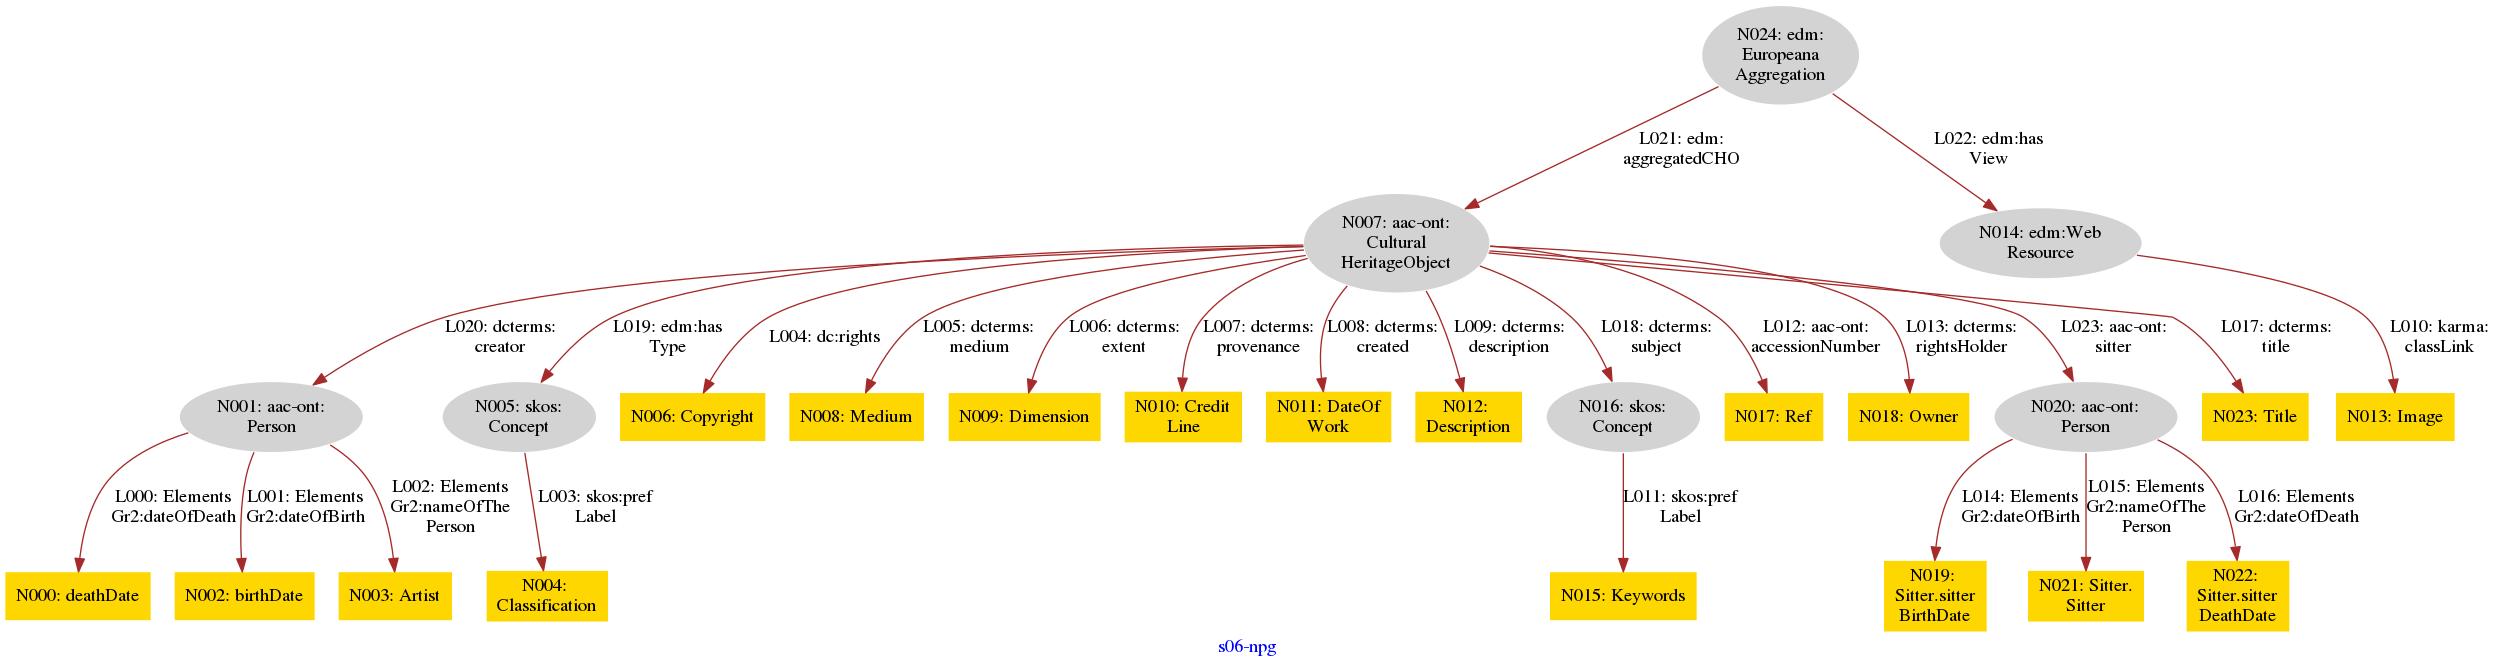 N024: edm:
Europeana
Aggregation
L021: edm:
aggregatedCHO
L022: edm:has
View
N007: aac-ont:
Cultural
HeritageObject
N014: edm:Web
Resource
L020: dcterms:
creator
L019: edm:has
Type
L004: dc:rights
L005: dcterms:
medium
L006: dcterms:
extent
L007: dcterms:
provenance
L008: dcterms:
created
L009: dcterms:
description
L018: dcterms:
subject
L012: aac-ont:
accessionNumber
L013: dcterms:
rightsHolder
L023: aac-ont:
sitter
L017: dcterms:
title
L010: karma:
classLink
N001: aac-ont:
Person
N005: skos:
Concept
N006: Copyright
N008: Medium
N009: Dimension
N010: Credit
Line
N011: DateOf
Work
N012:
Description
N016: skos:
Concept
N017: Ref
N018: Owner
N020: aac-ont:
Person
N023: Title
N013: Image
L000: Elements
Gr2:dateOfDeath
L001: Elements
Gr2:dateOfBirth
L002: Elements
Gr2:nameOfThe
Person
L003: skos:pref
Label
L011: skos:pref
Label
L014: Elements
Gr2:dateOfBirth
L015: Elements
Gr2:nameOfThe
Person
L016: Elements
Gr2:dateOfDeath
N000: deathDate
N002: birthDate
N003: Artist
N004:
Classification
N015: Keywords
N019:
Sitter.sitter
BirthDate
N021: Sitter.
Sitter
N022:
Sitter.sitter
DeathDate
s06-npg